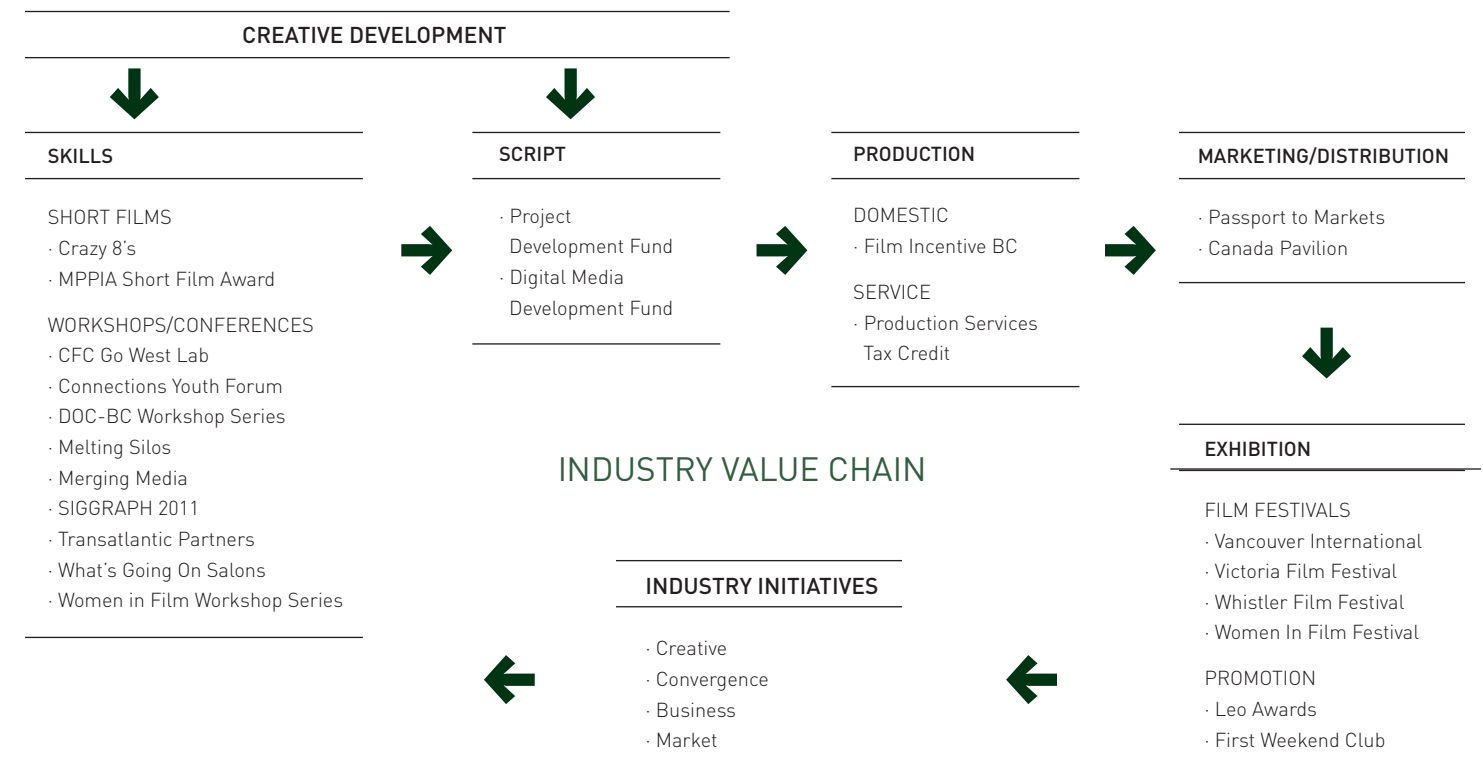 CREATIVE DEVELOPMENT
SKILLS
SHORT FILMS
· Crazy 8's
· MPPIA Short Film Award
WORKSHOPS/CONFERENCES
· CFC Go West Lab
· Connections Youth Forum
· DOC-BC Workshop Series
· Melting Silos
· Merging Media
· SIGGRAPH 2011
· Transatlantic Partners
· What's Going On Salons
· Women in Film Workshop Series
SCRIPT
· Project
Development Fund
· Digital Media
Development Fund
PRODUCTION
DOMESTIC
· Film Incentive BC
SERVICE
· Production Services
Tax Credit
MARKETING/DISTRIBUTION
· Passport to Markets
· Canada Pavilion
EXHIBITION
FILM FESTIVALS
· Vancouver International
· Victoria Film Festival
· Whistler Film Festival
· Women In Film Festival
PROMOTION
· Leo Awards
· First Weekend Club
INDUSTRY VALUE CHAIN
INDUSTRY INITIATIVES
· Creative
· Convergence
· Business
· Market